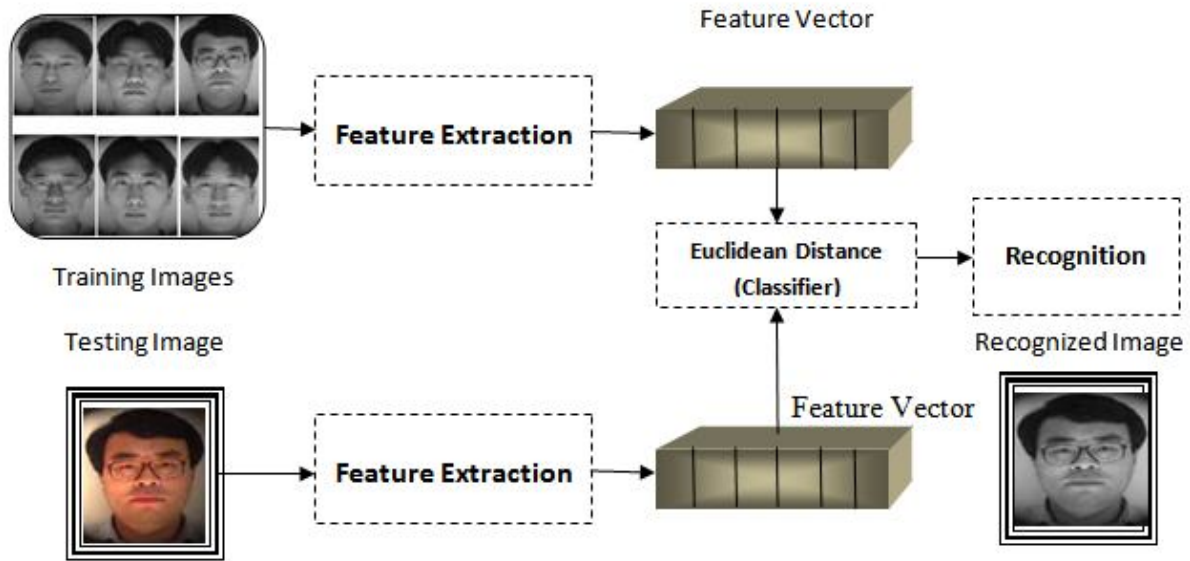 Feature Vector
Feature Extraction
Training Images
Euclidean Distance
(Classifier)
Recognition
Testing Image
Recognized Image
Feature Vector
Feature Extraction